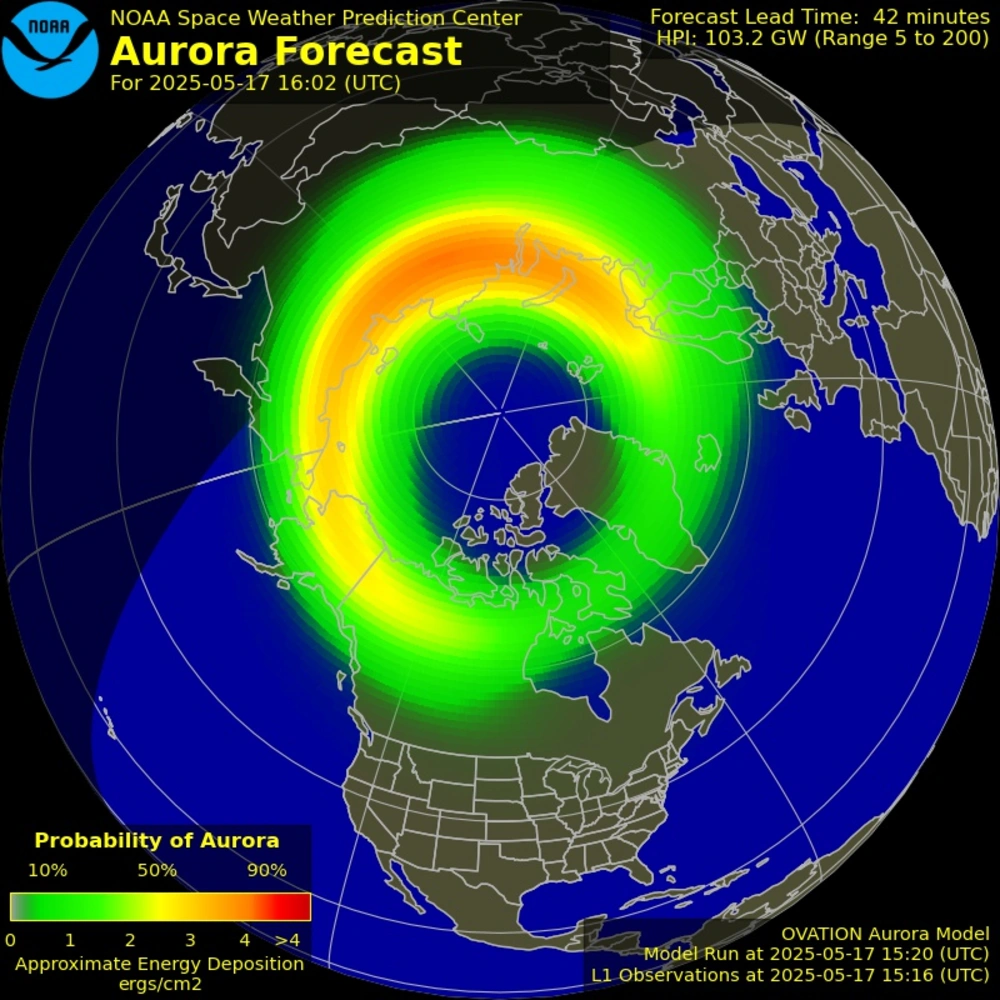 NOAA
NOAA Space Weather Prediction Center
Aurora Forecast
For 2025-05-17 16:02 (UTC)
Forecast Lead Time: 42 minutes
HPI: 103.2 GW (Range 5 to 200)
Probability of Aurora
10% 50% 90%
0 1 2 3 4 >4
Approximate Energy Deposition
ergs/cm2
OVATION Aurora Model
Model Run at 2025-05-17 15:20 (UTC)
L1 Observations at 2025-05-17 15:16 (UTC)